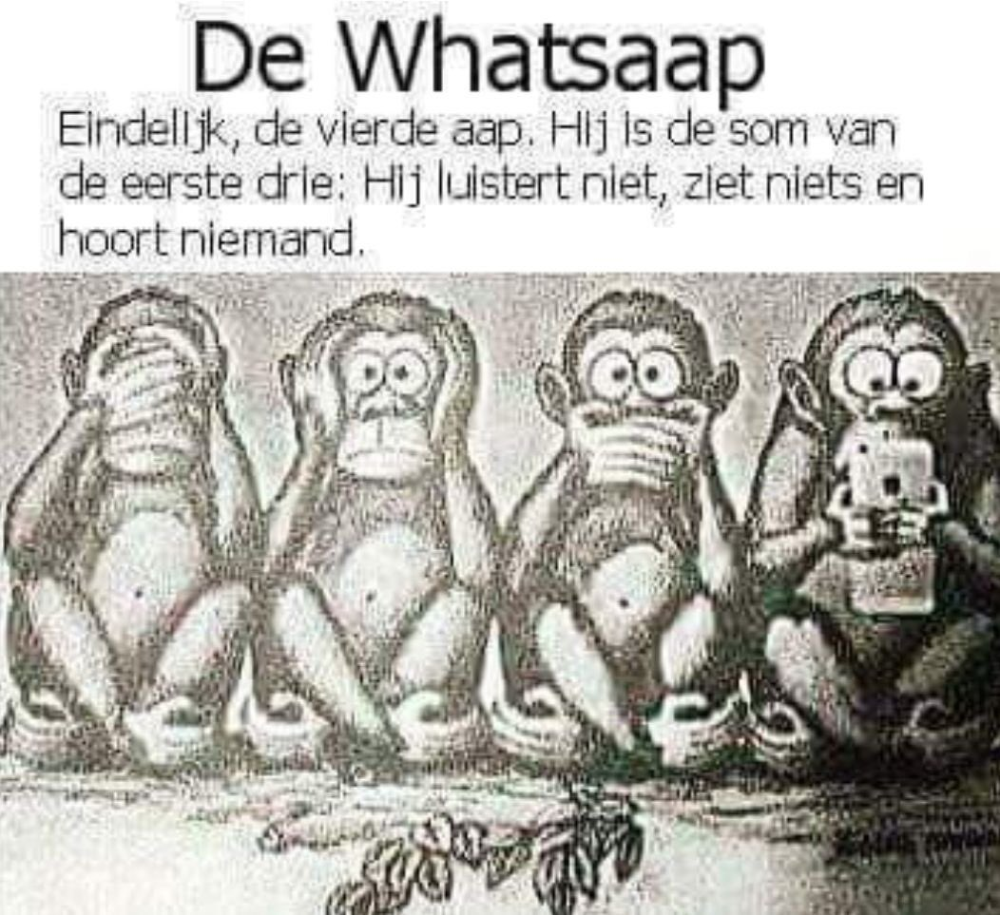 De Whatsaap
Eindelijk, de vierde aap. Hij is de som van
de eerste drie: Hij luistert niet, ziet niets en
hoort niemand.